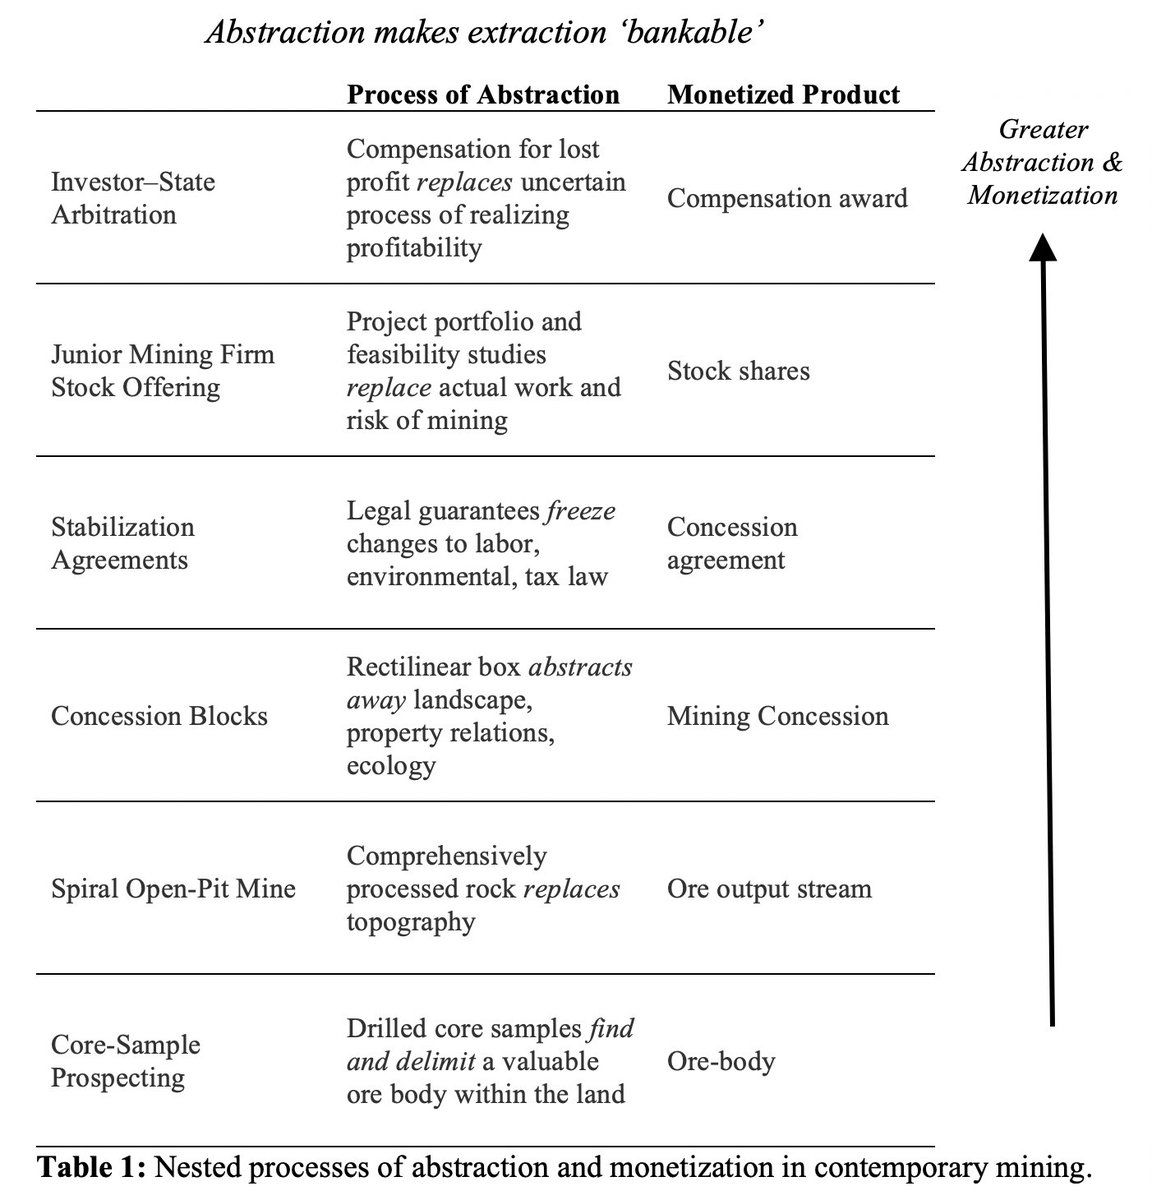 Abstraction makes extraction ‘bankable’
Process of Abstraction
Monetized Product
Greater
Abstraction &
Monetization
Investor–State
Arbitration
Compensation for lost
profit replaces uncertain
process of realizing
profitability
Compensation award
Junior Mining Firm
Stock Offering
Project portfolio and
feasibility studies
replace actual work and
risk of mining
Stock shares
Stabilization
Agreements
Legal guarantees freeze
changes to labor,
environmental, tax law
Concession
agreement
Concession Blocks
Rectilinear box abstracts
away landscape,
property relations,
ecology
Mining Concession
Spiral Open-Pit Mine
Comprehensively
processed rock replaces
topography
Ore output stream
Core-Sample
Prospecting
Drilled core samples find
and delimit a valuable
ore body within the land
Ore-body
Table 1: Nested processes of abstraction and monetization in contemporary mining.